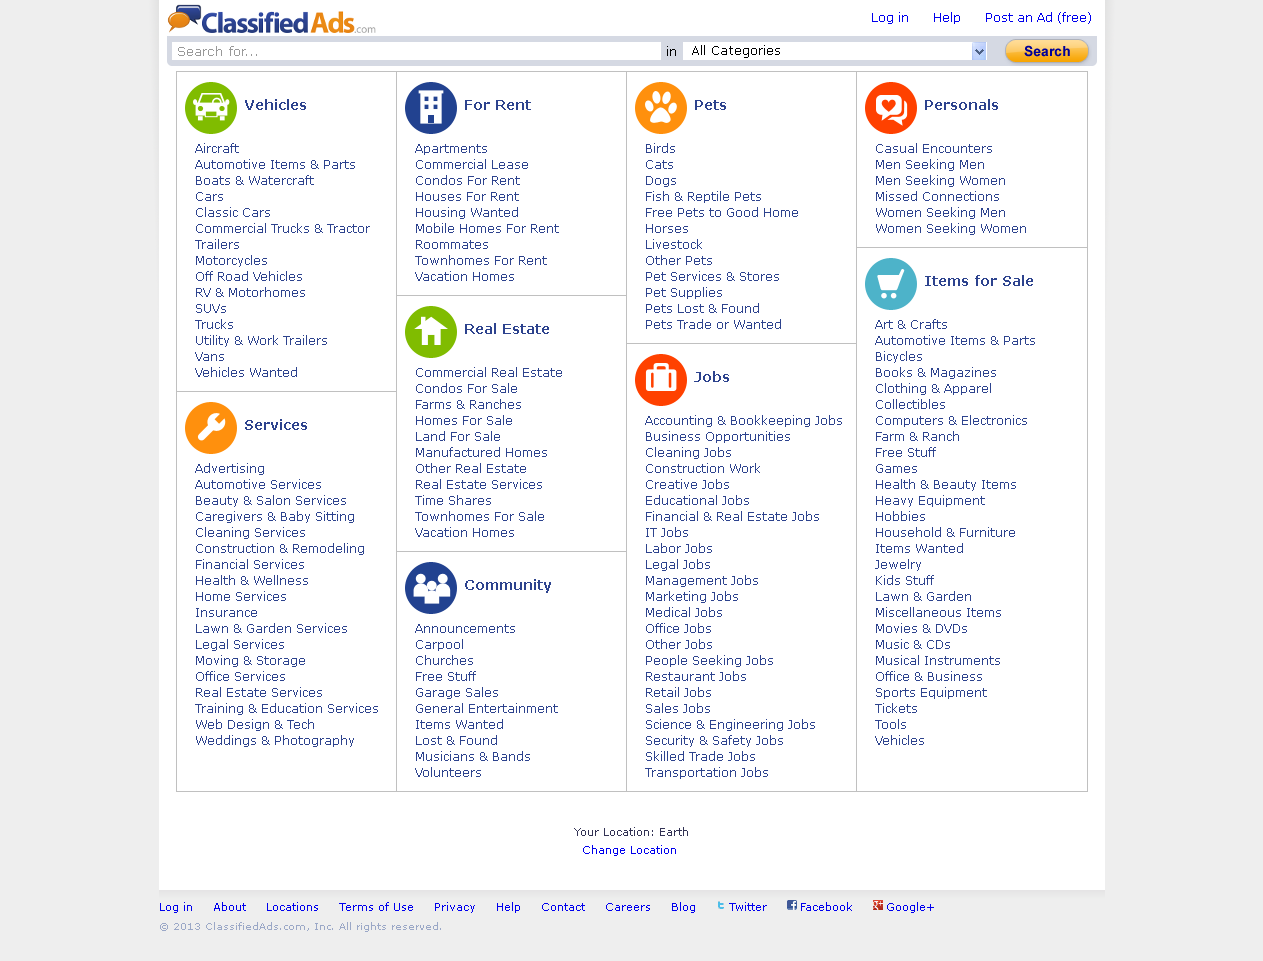 ClassifiedAds.com
Log in Help Post an Ad (free)
Search for... in All Categories Search
Vehicles
Aircraft
Automotive Items & Parts
Boats & Watercraft
Cars
Classic Cars
Commercial Trucks & Tractor
Trailers
Motorcycles
Off Road Vehicles
RV & Motorhomes
SUVs
Trucks
Utility & Work Trailers
Vans
Vehicles Wanted
Services
Advertising
Automotive Services
Beauty & Salon Services
Caregivers & Baby Sitting
Cleaning Services
Construction & Remodeling
Financial Services
Health & Wellness
Home Services
Insurance
Lawn & Garden Services
Legal Services
Moving & Storage
Office Services
Real Estate Services
Training & Education Services
Web Design & Tech
Weddings & Photography
For Rent
Apartments
Commercial Lease
Condos For Rent
Houses For Rent
Housing Wanted
Mobile Homes For Rent
Roommates
Townhomes For Rent
Vacation Homes
Real Estate
Commercial Real Estate
Condos For Sale
Farms & Ranches
Homes For Sale
Land For Sale
Manufactured Homes
Other Real Estate
Real Estate Services
Time Shares
Townhomes For Sale
Vacation Homes
Community
Announcements
Carpool
Churches
Free Stuff
Garage Sales
General Entertainment
Items Wanted
Lost & Found
Musicians & Bands
Volunteers
Pets
Birds
Cats
Dogs
Fish & Reptile Pets
Free Pets to Good Home
Horses
Livestock
Other Pets
Pet Services & Stores
Pet Supplies
Pets Lost & Found
Pets Trade or Wanted
Jobs
Accounting & Bookkeeping Jobs
Business Opportunities
Cleaning Jobs
Construction Work
Creative Jobs
Educational Jobs
Financial & Real Estate Jobs
IT Jobs
Labor Jobs
Legal Jobs
Management Jobs
Marketing Jobs
Medical Jobs
Office Jobs
Other Jobs
People Seeking Jobs
Restaurant Jobs
Retail Jobs
Sales Jobs
Science & Engineering Jobs
Security & Safety Jobs
Skilled Trade Jobs
Transportation Jobs
Personals
Casual Encounters
Men Seeking Men
Men Seeking Women
Missed Connections
Women Seeking Men
Women Seeking Women
Items for Sale
Art & Crafts
Automotive Items & Parts
Bicycles
Books & Magazines
Clothing & Apparel
Collectibles
Computers & Electronics
Farm & Ranch
Free Stuff
Games
Health & Beauty Items
Heavy Equipment
Hobbies
Household & Furniture
Items Wanted
Jewelry
Kids Stuff
Lawn & Garden
Miscellaneous Items
Movies & DVDs
Music & CDs
Musical Instruments
Office & Business
Sports Equipment
Tickets
Tools
Vehicles
Your Location: Earth
Change Location
Log in About Locations Terms of Use Privacy Help Contact Careers Blog Twitter Facebook Google+
© 2013 ClassifiedAds.com, Inc. All rights reserved.